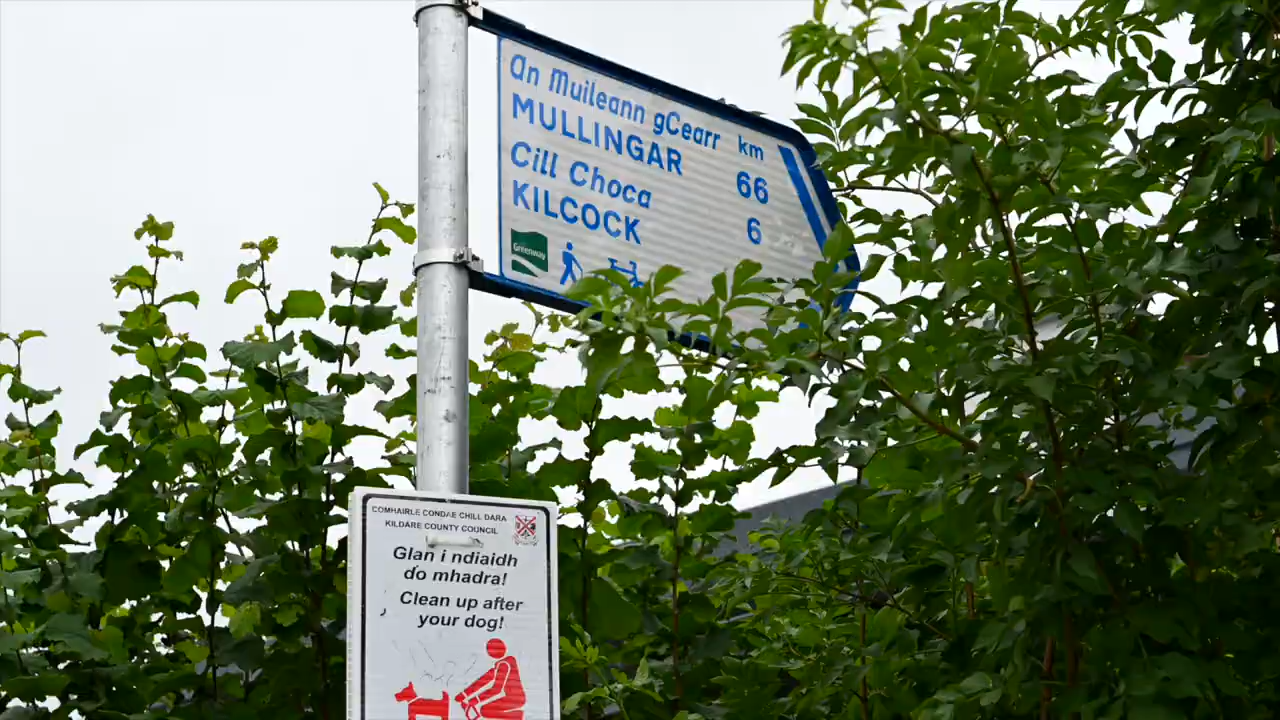 An Muileann gCearr km
MULLINGAR 66
Cill Choca
KILCOCK 6
Greenway
COMHAIRLE CONDAE CHILL DARA
KILDARE COUNTY COUNCIL
Glan i ndiaidh
do mhadra!
Clean up after
your dog!